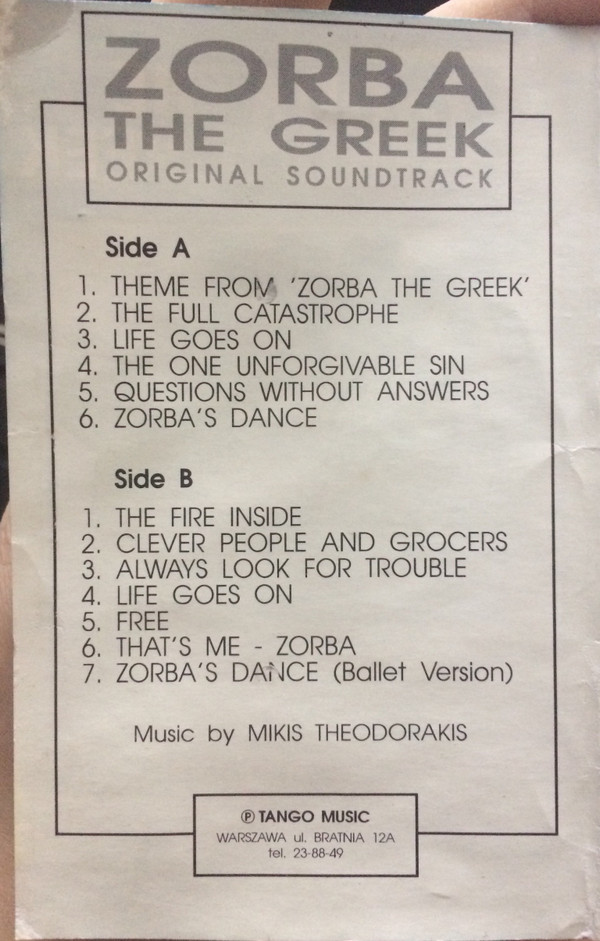 ZORBA
THE GREEK
ORIGINAL SOUNDTRACK
Side A
1. THEME FROM 'ZORBA THE GREEK'
2. THE FULL CATASTROPHE
3. LIFE GOES ON
4. THE ONE UNFORGIVABLE SIN
5. QUESTIONS WITHOUT ANSWERS
6. ZORBA'S DANCE
Side B
1. THE FIRE INSIDE
2. CLEVER PEOPLE AND GROCERS
3. ALWAYS LOOK FOR TROUBLE
4. LIFE GOES ON
5. FREE
6. THAT'S ME - ZORBA
7. ZORBA'S DANCE (Ballet Version)
Music by MIKIS THEODORAKIS
℗ TANGO MUSIC
WARSZAWA ul. BRATNIA 12A
tel. 23-88-49